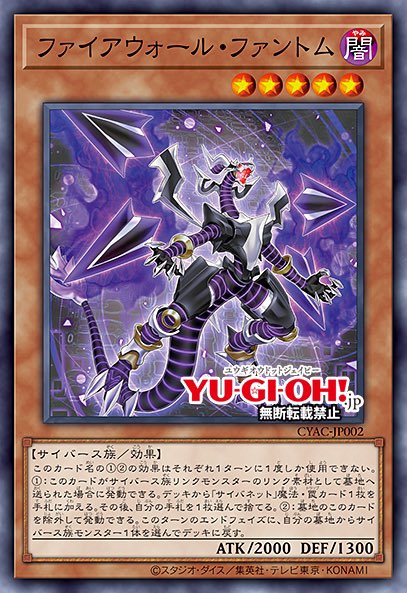 ファイアウォール・ファントム
やみ
闇
ユウギオウドットジェイピー
YU-GI-OH!.jp
無断転載禁止
CYAC-JP002
【サイバース族／効果】
このカード名の①②の効果はそれぞれ1ターンに1度しか使用できない。
①：このカードがサイバース族リンクモンスターのリンク素材として墓地へ
送られた場合に発動できる。デッキから「サイバネット」魔法・罠カード1枚を
手札に加える。その後、自分の手札を1枚選んで捨てる。②：墓地のこのカード
を除外して発動できる。このターンのエンドフェイズに、自分の墓地からサイ
バース族モンスター1体を選んでデッキに戻す。
ATK/2000 DEF/1300
©スタジオ・ダイス／集英社・テレビ東京・KONAMI